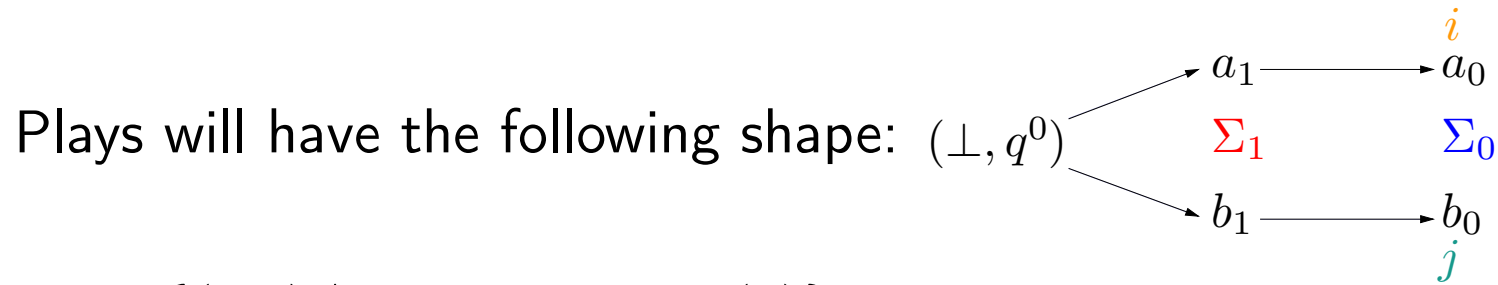 i
a₁ a₀
Plays will have the following shape: (⊥, q⁰) Σ₁ Σ₀
b₁ b₀
j